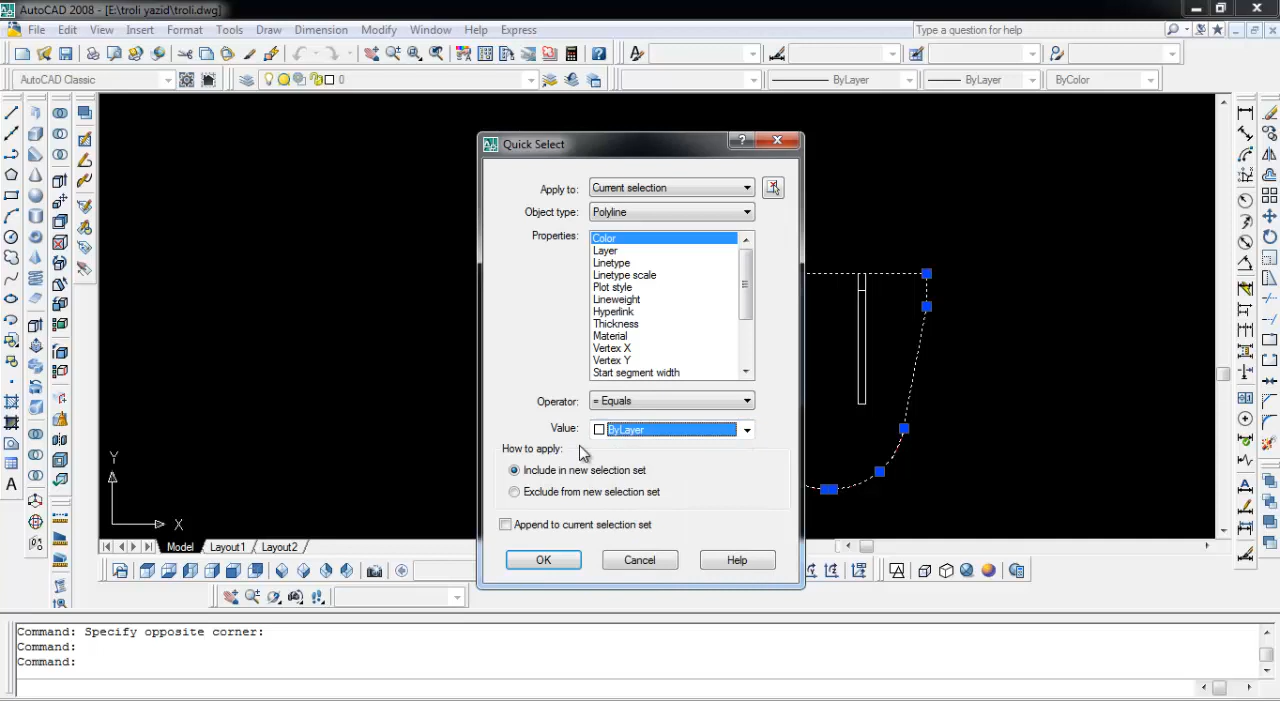 AutoCAD 2008 - [E:\troli yazid\troli.dwg]
File Edit View Insert Format Tools Draw Dimension Modify Window Help Express
Type a question for help
AutoCAD Classic
0
ByLayer
ByLayer
ByColor
Quick Select
?
Apply to:
Current selection
Object type:
Polyline
Properties:
Color
Layer
Linetype
Linetype scale
Plot style
Lineweight
Hyperlink
Thickness
Material
Vertex X
Vertex Y
Start segment width
Operator:
= Equals
Value:
ByLayer
How to apply:
Include in new selection set
Exclude from new selection set
Append to current selection set
OK
Cancel
Help
Y
X
A
Model Layout1 Layout2
Command: Specify opposite corner:
Command:
Command: